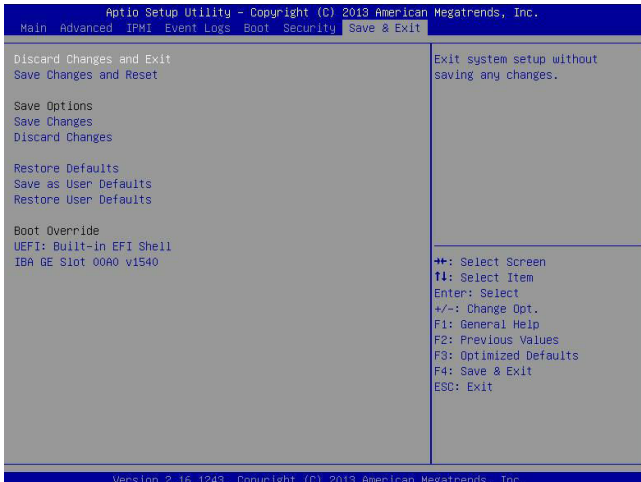 Aptio Setup Utility – Copyright (C) 2013 American Megatrends, Inc.
Main Advanced IPMI Event Logs Boot Security Save & Exit
Discard Changes and Exit
Save Changes and Reset
Save Options
Save Changes
Discard Changes
Restore Defaults
Save as User Defaults
Restore User Defaults
Boot Override
UEFI: Built-in EFI Shell
IBA GE Slot 00A0 v1540
Exit system setup without
saving any changes.
→←: Select Screen
↑↓: Select Item
Enter: Select
+/-: Change Opt.
F1: General Help
F2: Previous Values
F3: Optimized Defaults
F4: Save & Exit
ESC: Exit
Version 2.16.1243. Copyright (C) 2013 American Megatrends, Inc.